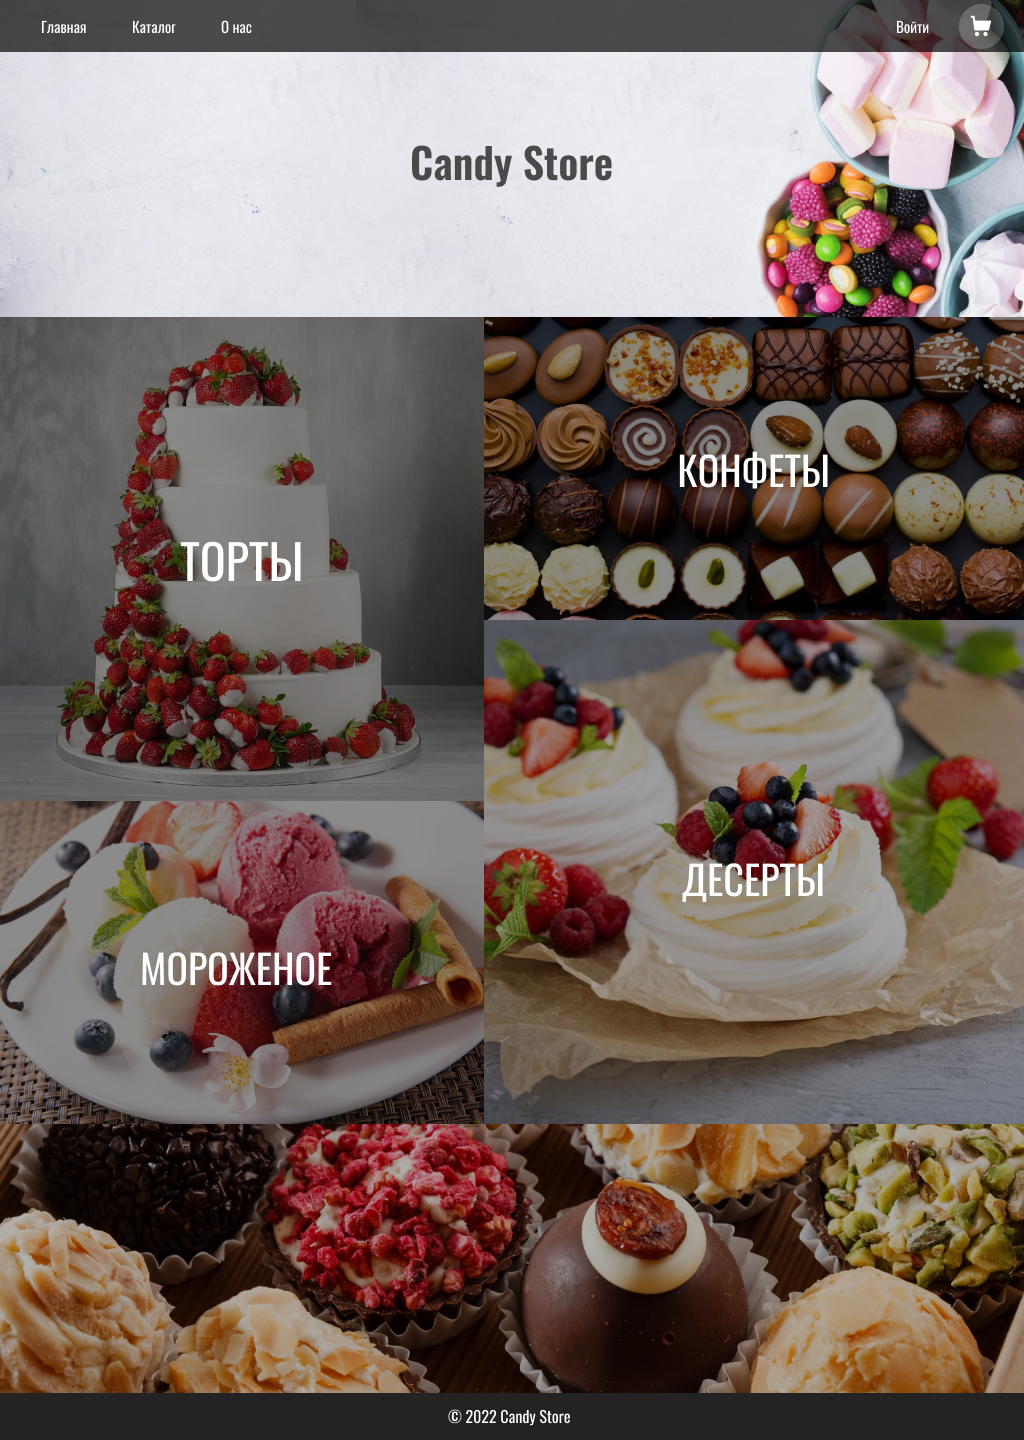 Главная
Каталог
О нас
Войти
Candy Store
ТОРТЫ
КОНФЕТЫ
ДЕСЕРТЫ
МОРОЖЕНОЕ
© 2022 Candy Store